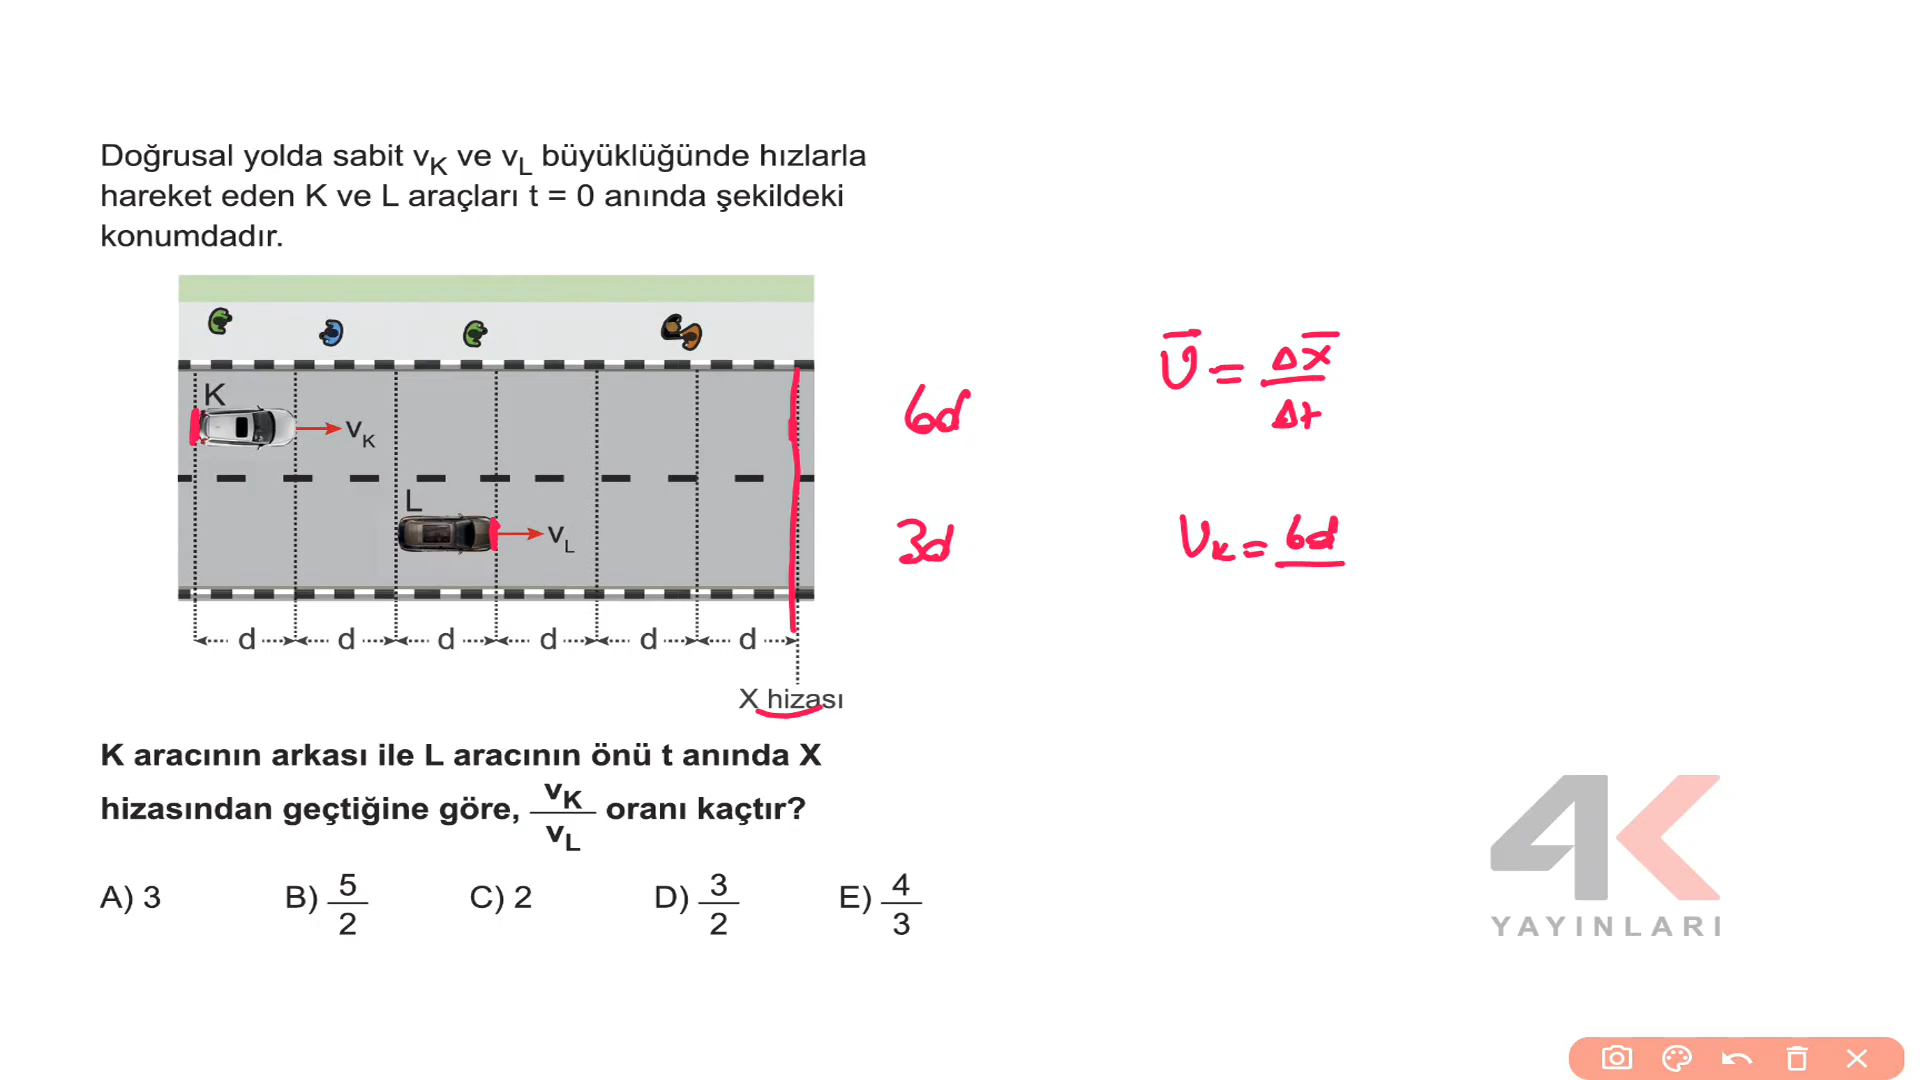 Doğrusal yolda sabit vK ve vL büyüklüğünde hızlarla
hareket eden K ve L araçları t = 0 anında şekildeki
konumdadır.
K
vK
L
vL
d d d d d d
X hizası
6d
3d
V = Δx / Δt
VK = 6d
K aracının arkası ile L aracının önü t anında X
hizasından geçtiğine göre, vK / vL oranı kaçtır?
A) 3 B) 5/2 C) 2 D) 3/2 E) 4/3
4K
YAYINLARI